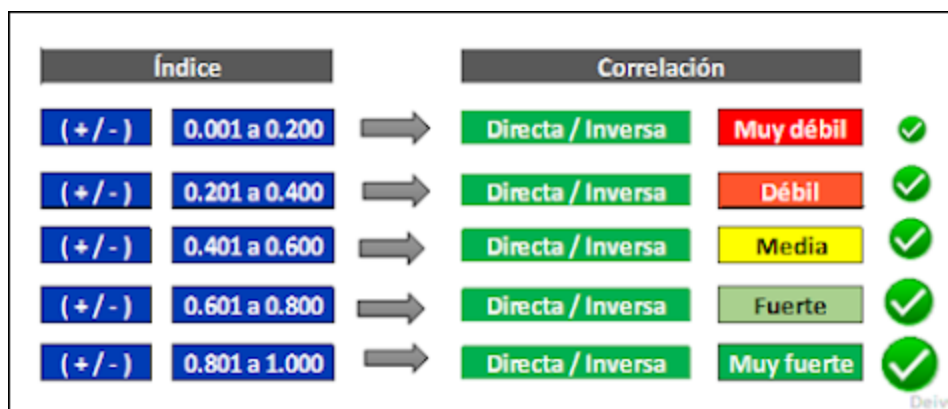 Índice Correlación
(+/-) 0.001 a 0.200 Directa / Inversa Muy débil
(+/-) 0.201 a 0.400 Directa / Inversa Débil
(+/-) 0.401 a 0.600 Directa / Inversa Media
(+/-) 0.601 a 0.800 Directa / Inversa Fuerte
(+/-) 0.801 a 1.000 Directa / Inversa Muy fuerte